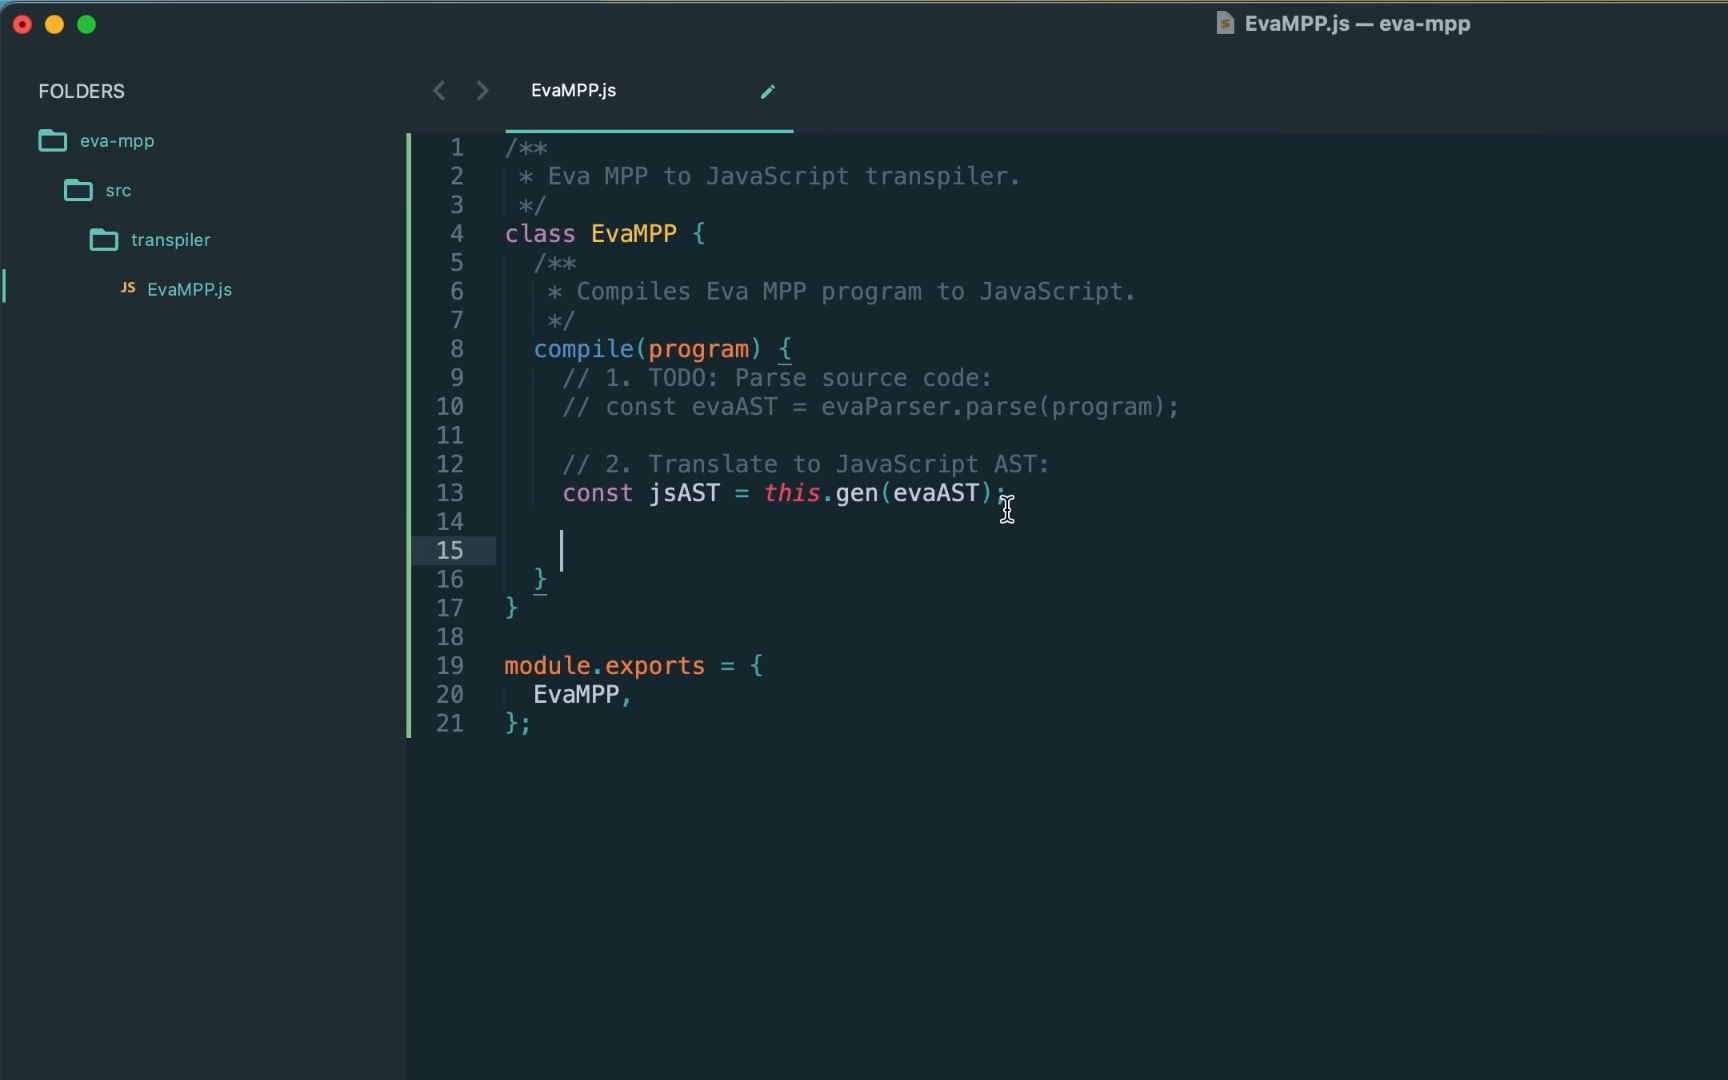 EvaMPP.js — eva-mpp
FOLDERS
eva-mpp
src
transpiler
JS EvaMPP.js
EvaMPP.js
1 /**
2  * Eva MPP to JavaScript transpiler.
3  */
4 class EvaMPP {
5   /**
6    * Compiles Eva MPP program to JavaScript.
7    */
8   compile(program) {
9     // 1. TODO: Parse source code:
10     // const evaAST = evaParser.parse(program);
11
12     // 2. Translate to JavaScript AST:
13     const jsAST = this.gen(evaAST);
14
15
16   }
17 }
18
19 module.exports = {
20   EvaMPP,
21 };